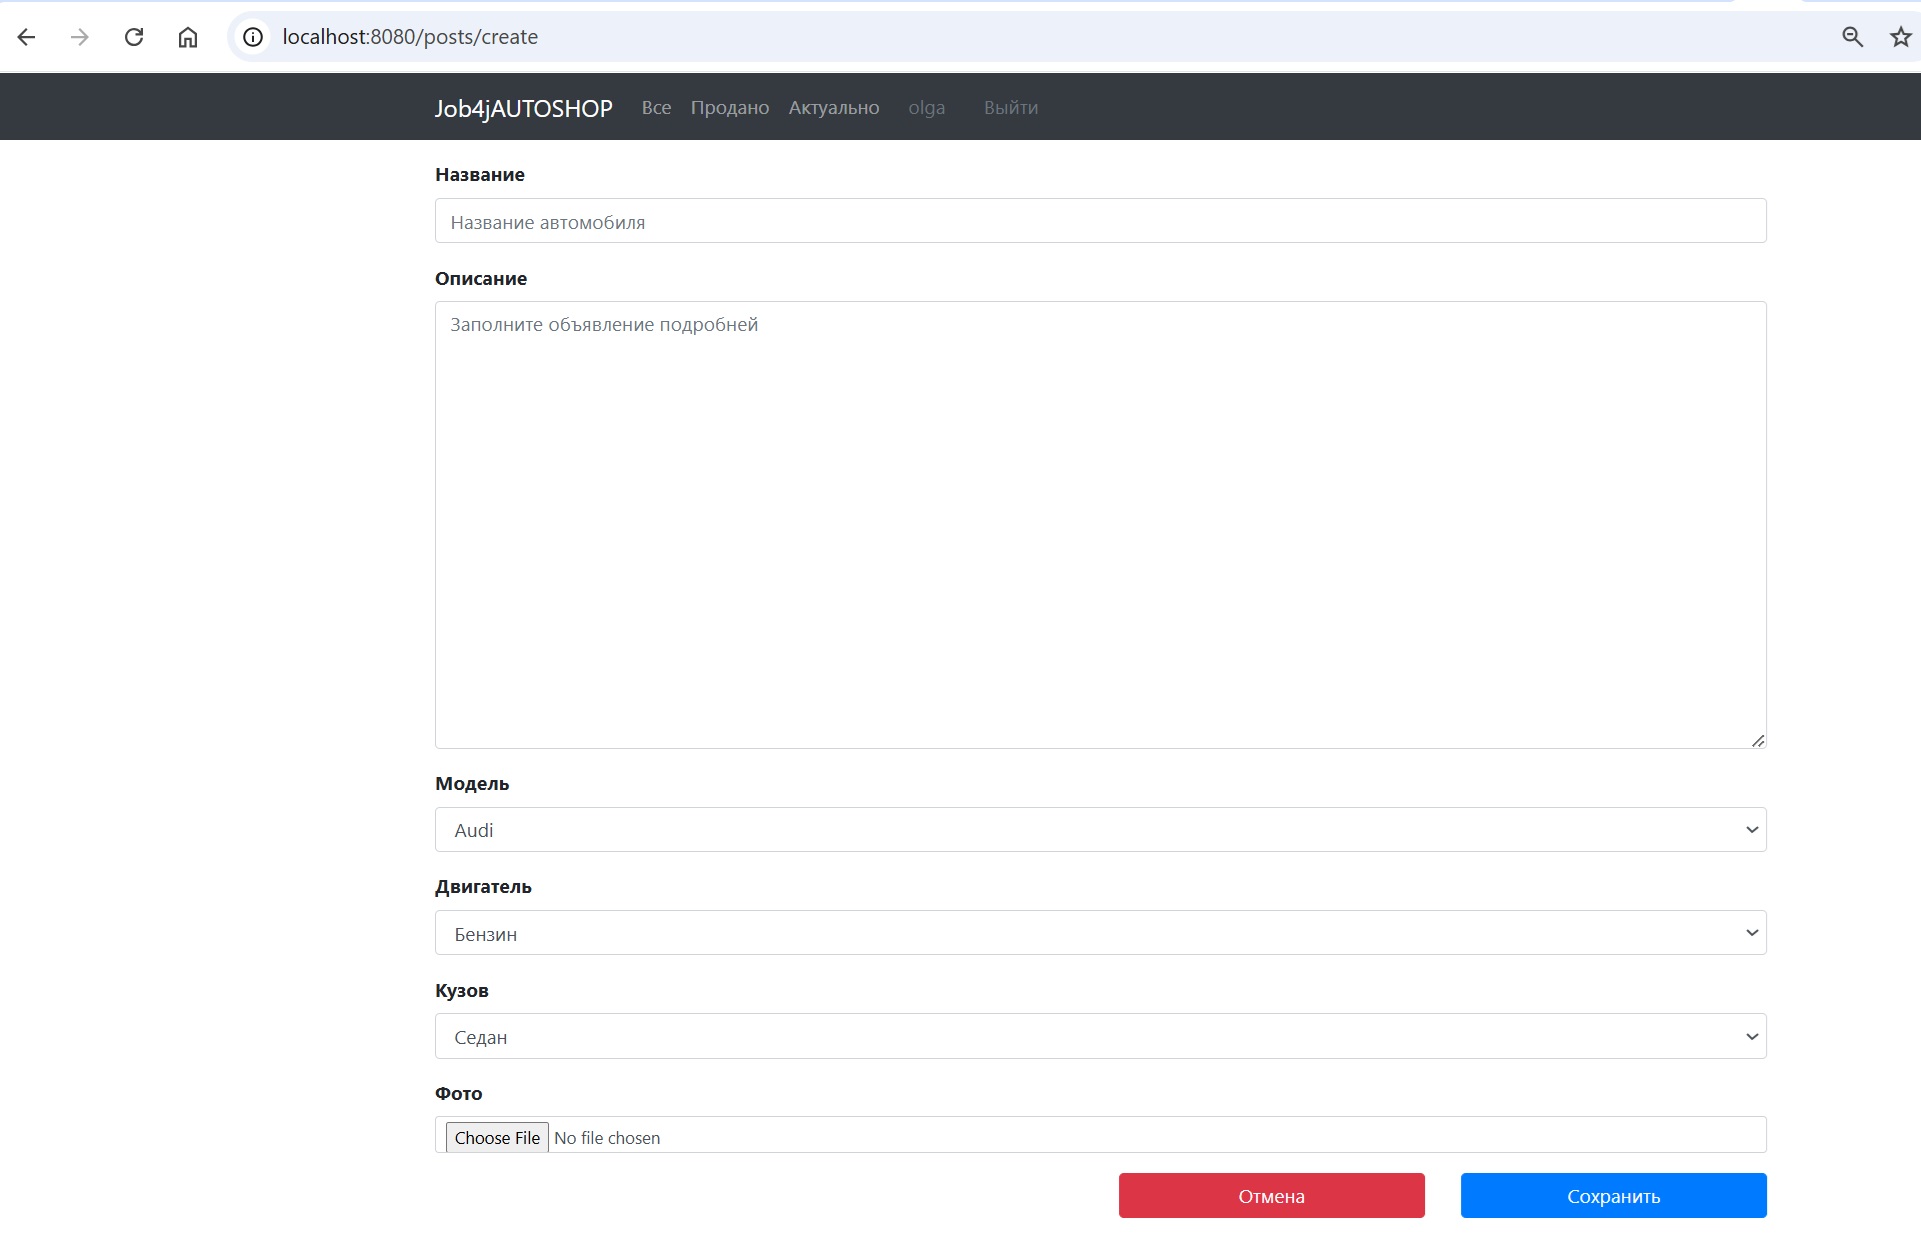 localhost:8080/posts/create
Job4jAUTOSHOP Все Продано Актуально olga Выйти
Название
Название автомобиля
Описание
Заполните объявление подробней
Модель
Audi
Двигатель
Бензин
Кузов
Седан
Фото
Choose File No file chosen
Отмена Сохранить